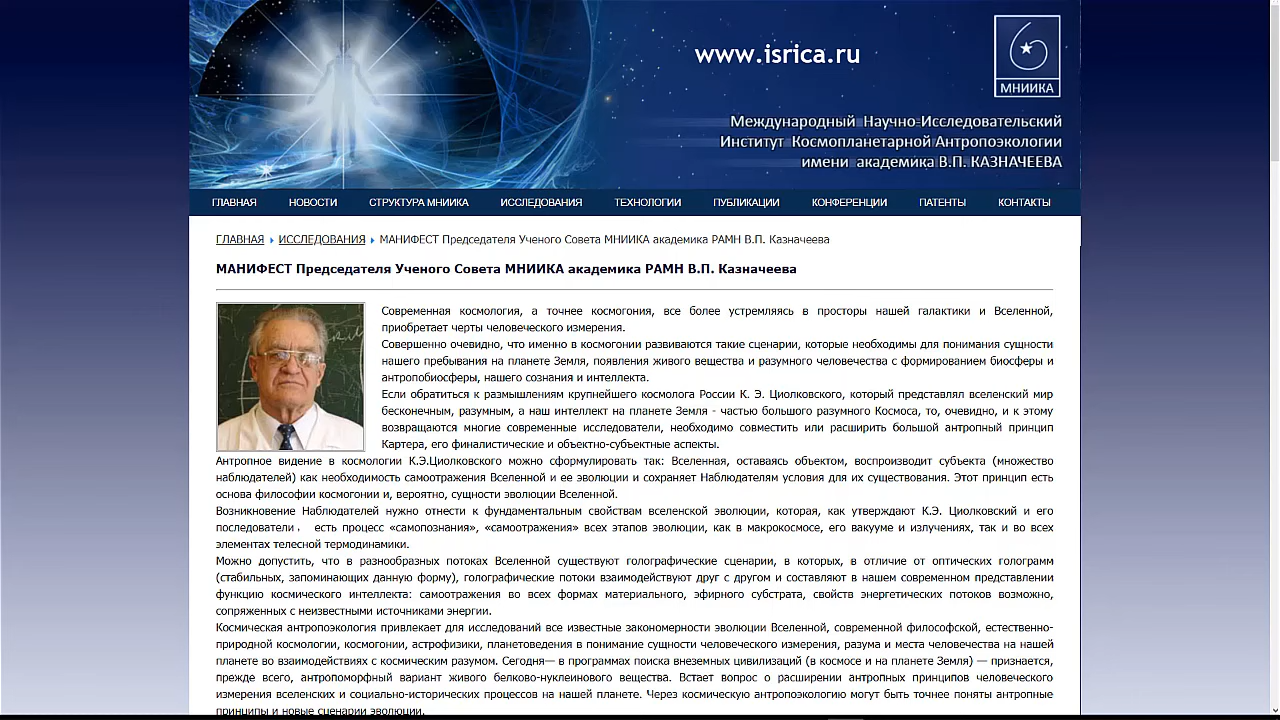 www.isrica.ru
МНИИКА
Международный Научно-Исследовательский
Институт Космопланетарной Антропоэкологии
имени академика В.П. КАЗНАЧЕЕВА
ГЛАВНАЯ НОВОСТИ СТРУКТУРА МНИИКА ИССЛЕДОВАНИЯ ТЕХНОЛОГИИ ПУБЛИКАЦИИ КОНФЕРЕНЦИИ ПАТЕНТЫ КОНТАКТЫ
ГЛАВНАЯ ИССЛЕДОВАНИЯ МАНИФЕСТ Председателя Ученого Совета МНИИКА академика РАМН В.П. Казначеева
МАНИФЕСТ Председателя Ученого Совета МНИИКА академика РАМН В.П. Казначеева
Современная космология, а точнее космогония, все более устремляясь в просторы нашей галактики и Вселенной,
приобретает черты человеческого измерения.
Совершенно очевидно, что именно в космогонии развиваются такие сценарии, которые необходимы для понимания сущности
нашего пребывания на планете Земля, появления живого вещества и разумного человечества с формированием биосферы и
антропобиосферы, нашего сознания и интеллекта.
Если обратиться к размышлениям крупнейшего космолога России К. Э. Циолковского, который представлял вселенский мир
бесконечным, разумным, а наш интеллект на планете Земля - частью большого разумного Космоса, то, очевидно, и к этому
возвращаются многие современные исследователи, необходимо совместить или расширить большой антропный принцип
Картера, его финалистические и объектно-субъектные аспекты.
Антропное видение в космологии К.Э.Циолковского можно сформулировать так: Вселенная, оставаясь объектом, воспроизводит субъекта (множество
наблюдателей) как необходимость самоотражения Вселенной и ее эволюции и сохраняет Наблюдателям условия для их существования. Этот принцип есть
основа философии космогонии и, вероятно, сущности эволюции Вселенной.
Возникновение Наблюдателей нужно отнести к фундаментальным свойствам вселенской эволюции, которая, как утверждают К.Э. Циолковский и его
последователи, есть процесс «самопознания», «самоотражения» всех этапов эволюции, как в макрокосмосе, его вакууме и излучениях, так и во всех
элементах телесной термодинамики.
Можно допустить, что в разнообразных потоках Вселенной существуют голографические сценарии, в которых, в отличие от оптических голограмм
(стабильных, запоминающих данную форму), голографические потоки взаимодействуют друг с другом и составляют в нашем современном представлении
функцию космического интеллекта: самоотражения во всех формах материального, эфирного субстрата, свойств энергетических потоков возможно,
сопряженных с неизвестными источниками энергии.
Космическая антропоэкология привлекает для исследований все известные закономерности эволюции Вселенной, современной философской, естественно-
природной космологии, космогонии, астрофизики, планетоведения в понимание сущности человеческого измерения, разума и места человечества на нашей
планете во взаимодействиях с космическим разумом. Сегодня— в программах поиска внеземных цивилизаций (в космосе и на планете Земля) — признается,
прежде всего, антропоморфный вариант живого белково-нуклеинового вещества. Встает вопрос о расширении антропных принципов человеческого
измерения вселенских и социально-исторических процессов на нашей планете. Через космическую антропоэкологию могут быть точнее поняты антропные
принципы и новые сценарии эволюции.